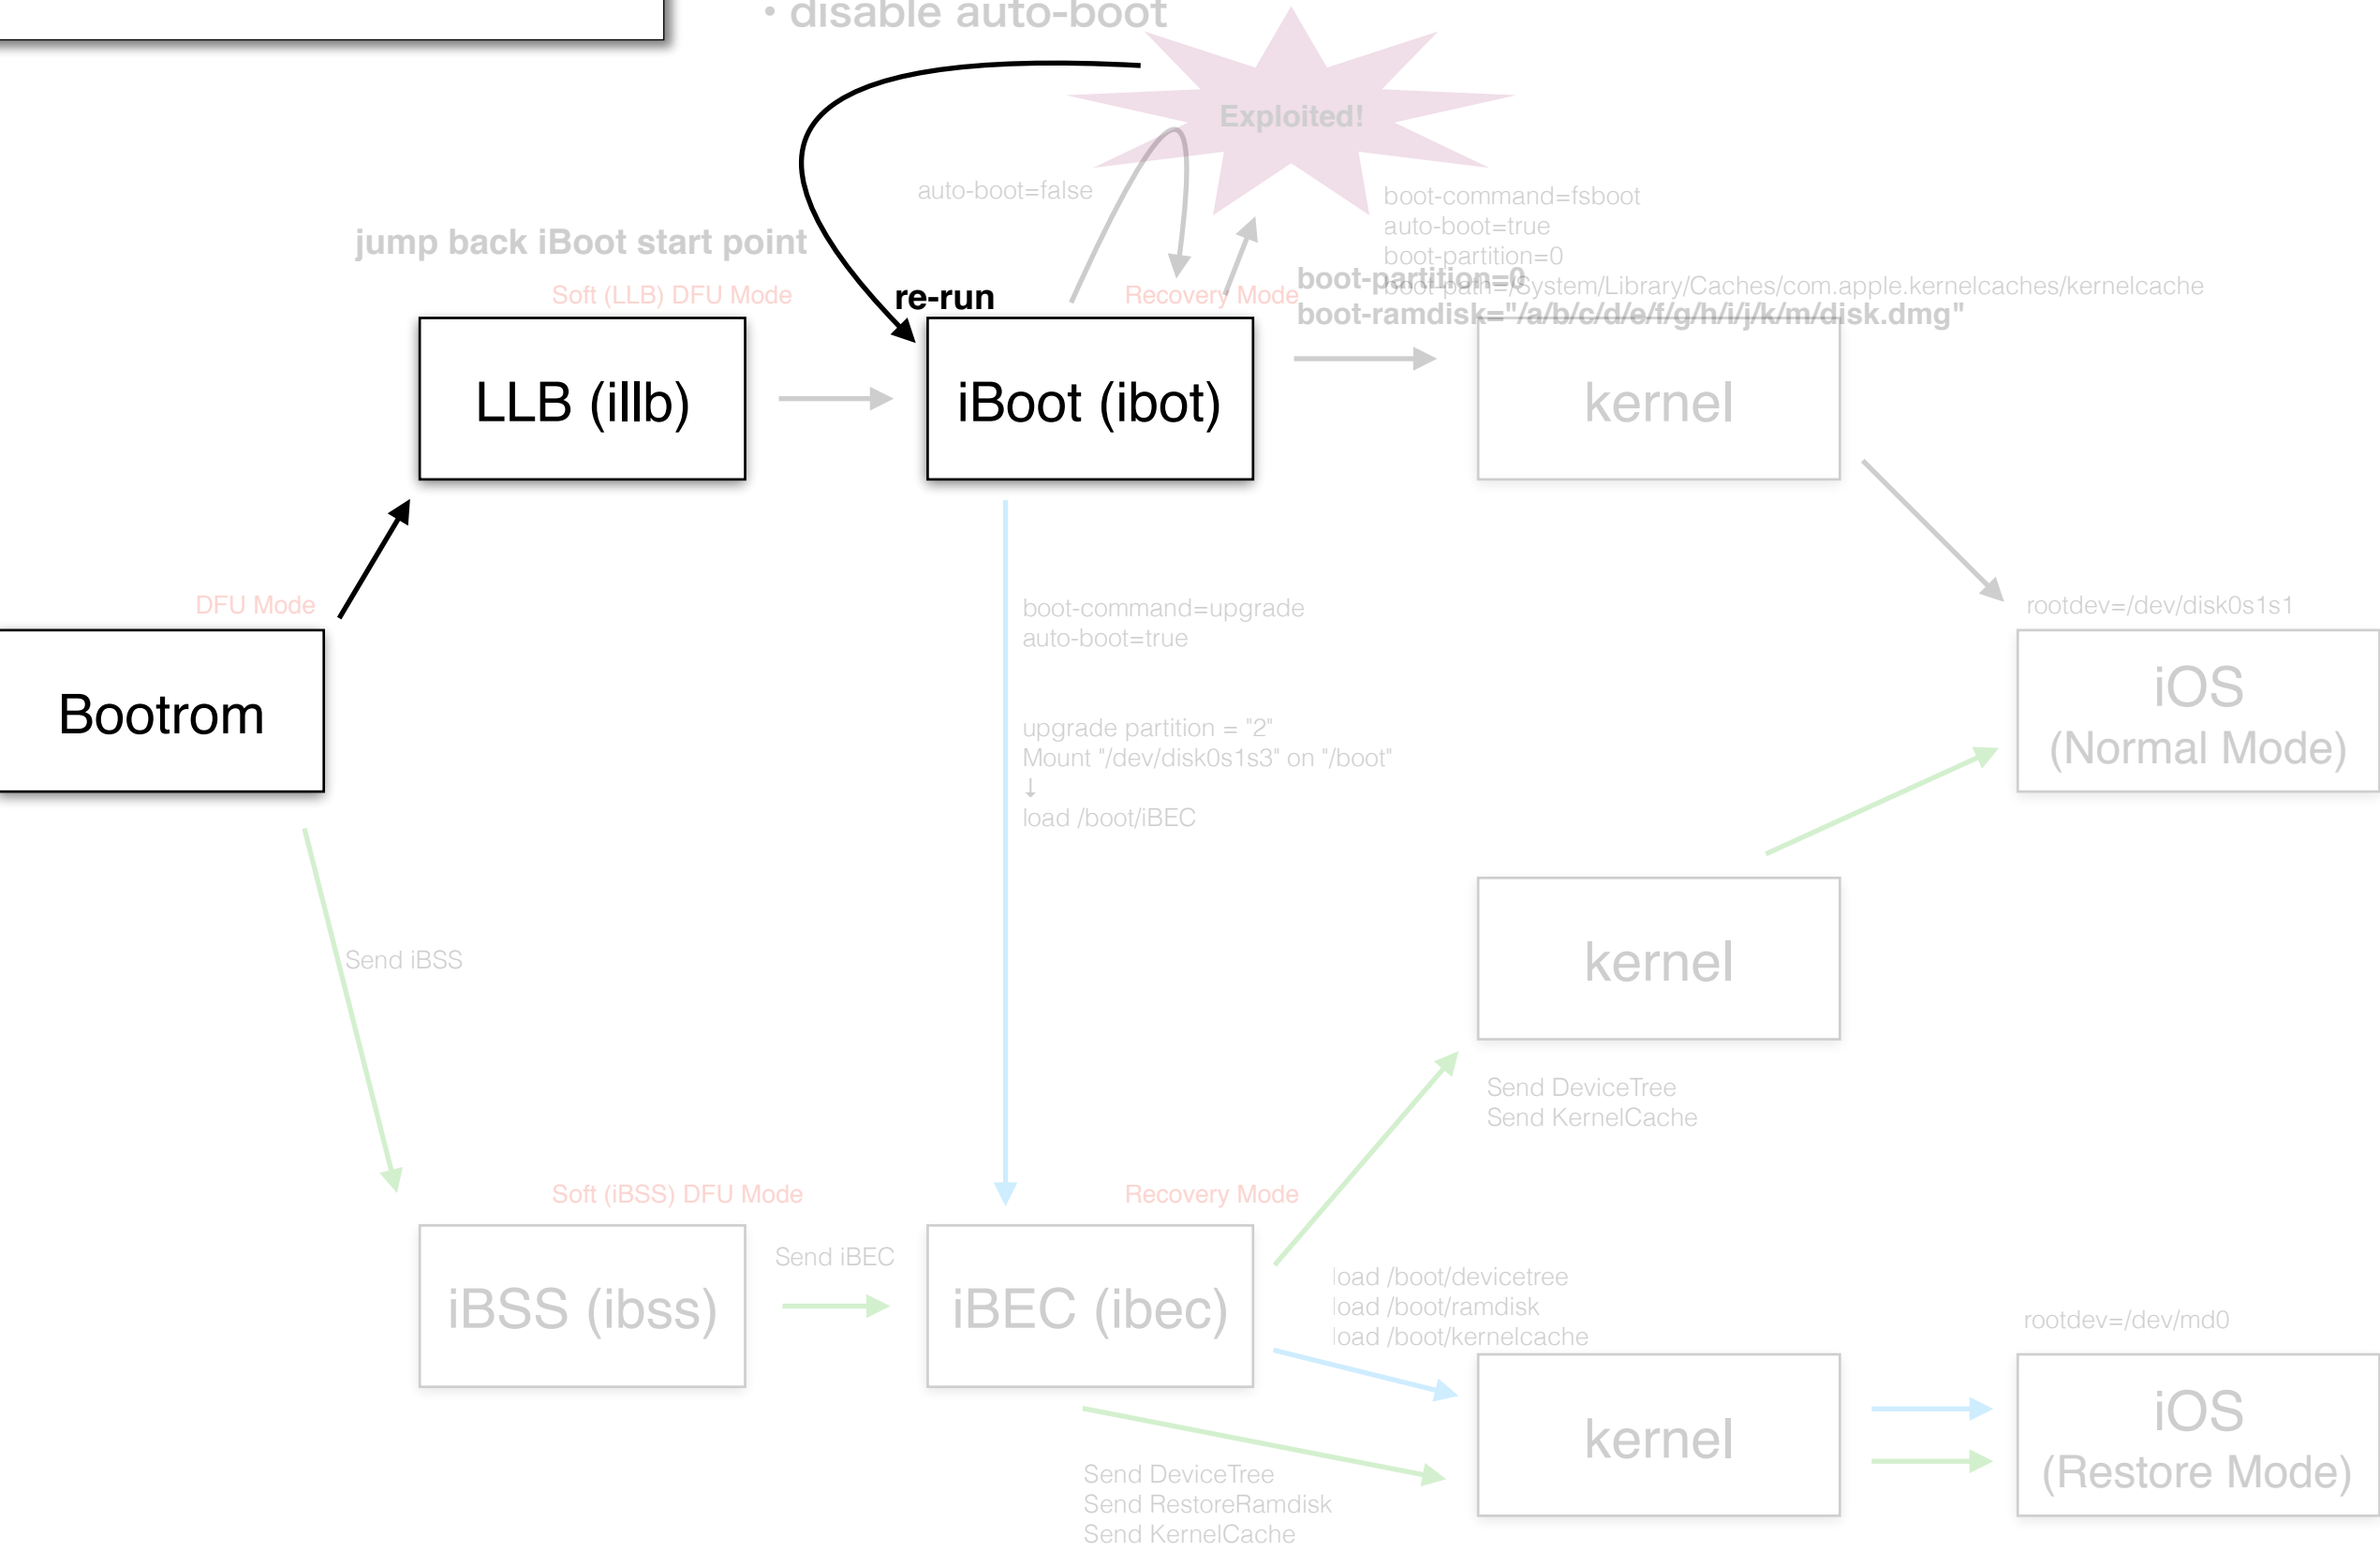 • disable auto-boot
Exploited!
auto-boot=false
boot-command=fsboot
auto-boot=true
boot-partition=0
boot-path=/System/Library/Caches/com.apple.kernelcaches/kernelcache
jump back iBoot start point
boot-partition=0
boot-ramdisk="/a/b/c/d/e/f/g/h/i/j/k/m/disk.dmg"
Soft (LLB) DFU Mode
re-run
Recovery Mode
LLB (illb)
iBoot (ibot)
kernel
DFU Mode
boot-command=upgrade
auto-boot=true
rootdev=/dev/disk0s1s1
Bootrom
iOS
(Normal Mode)
upgrade partition = "2"
Mount "/dev/disk0s1s3" on "/boot"
↓
load /boot/iBEC
Send iBSS
kernel
Send DeviceTree
Send KernelCache
Soft (iBSS) DFU Mode
Recovery Mode
Send iBEC
iBSS (ibss)
iBEC (ibec)
load /boot/devicetree
load /boot/ramdisk
load /boot/kernelcache
rootdev=/dev/md0
kernel
iOS
(Restore Mode)
Send DeviceTree
Send RestoreRamdisk
Send KernelCache